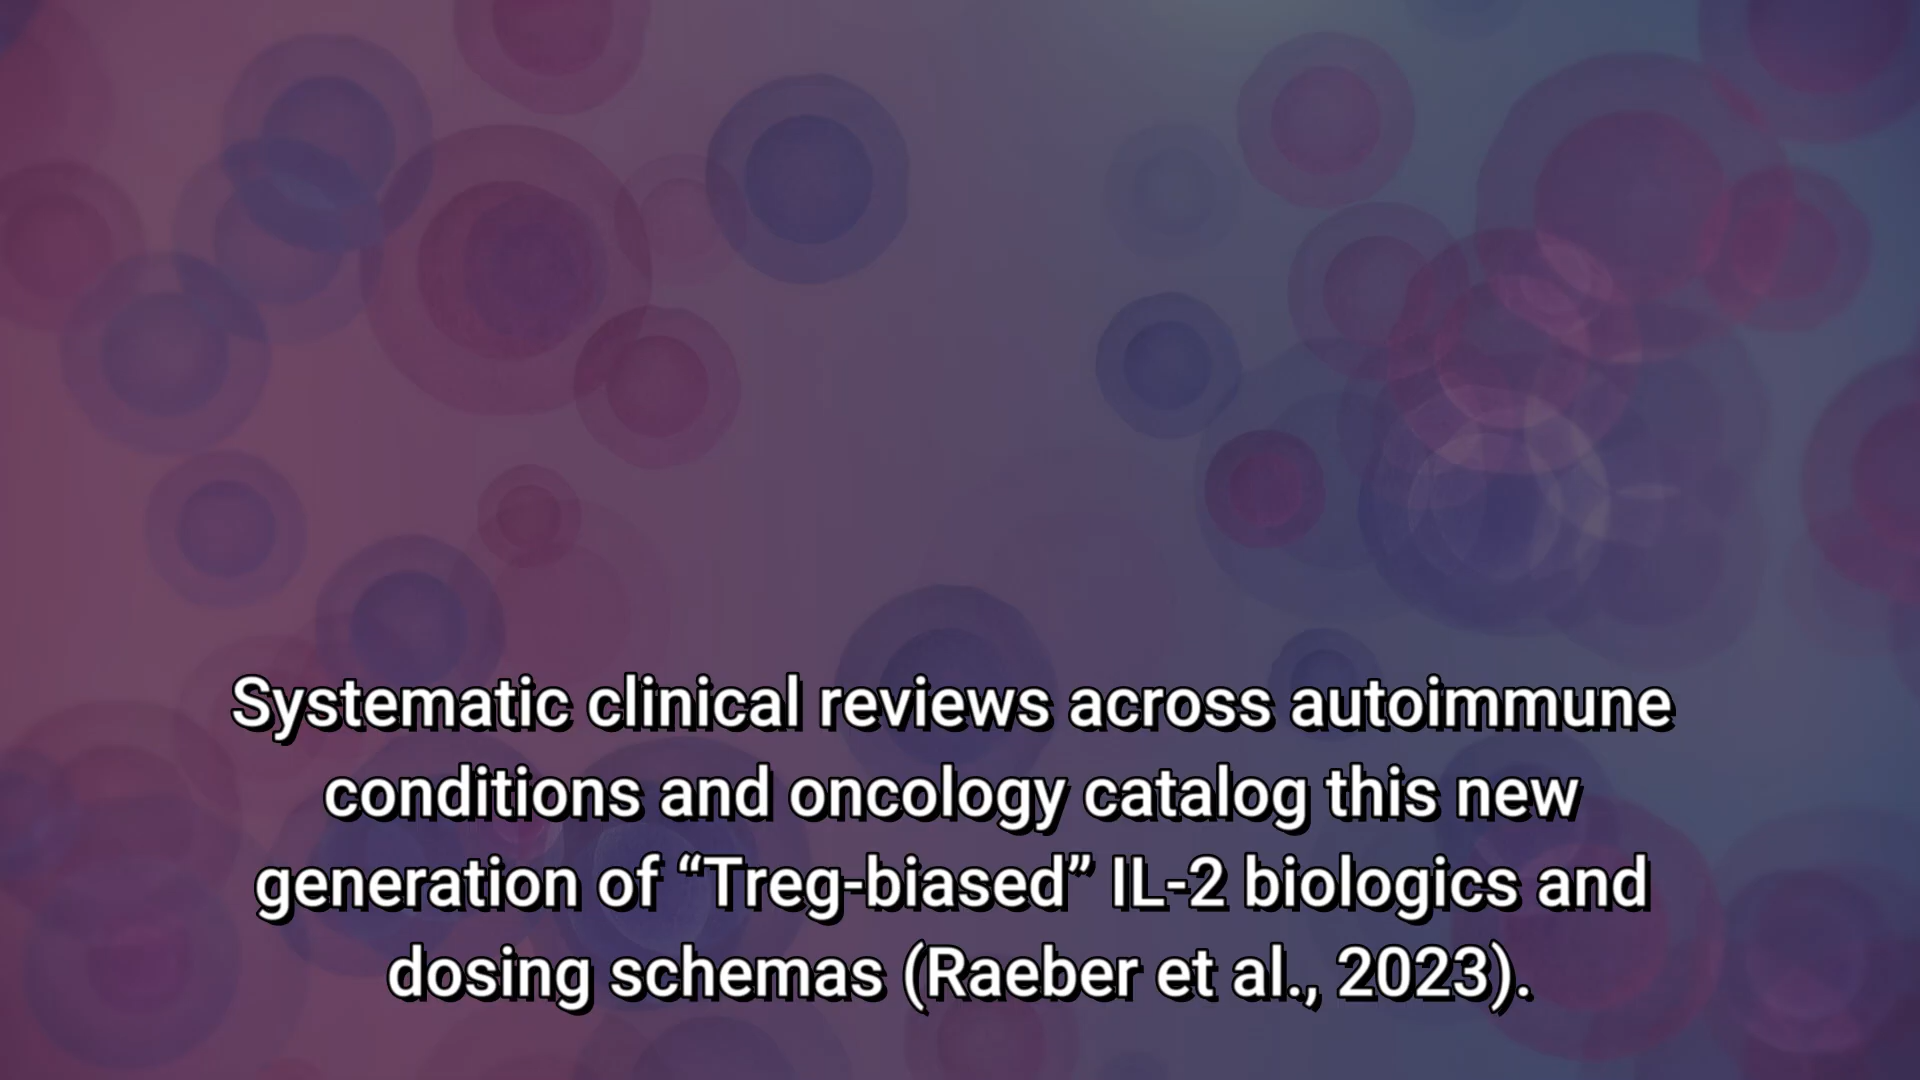 Systematic clinical reviews across autoimmune
conditions and oncology catalog this new
generation of “Treg-biased” IL-2 biologics and
dosing schemas (Raeber et al., 2023).